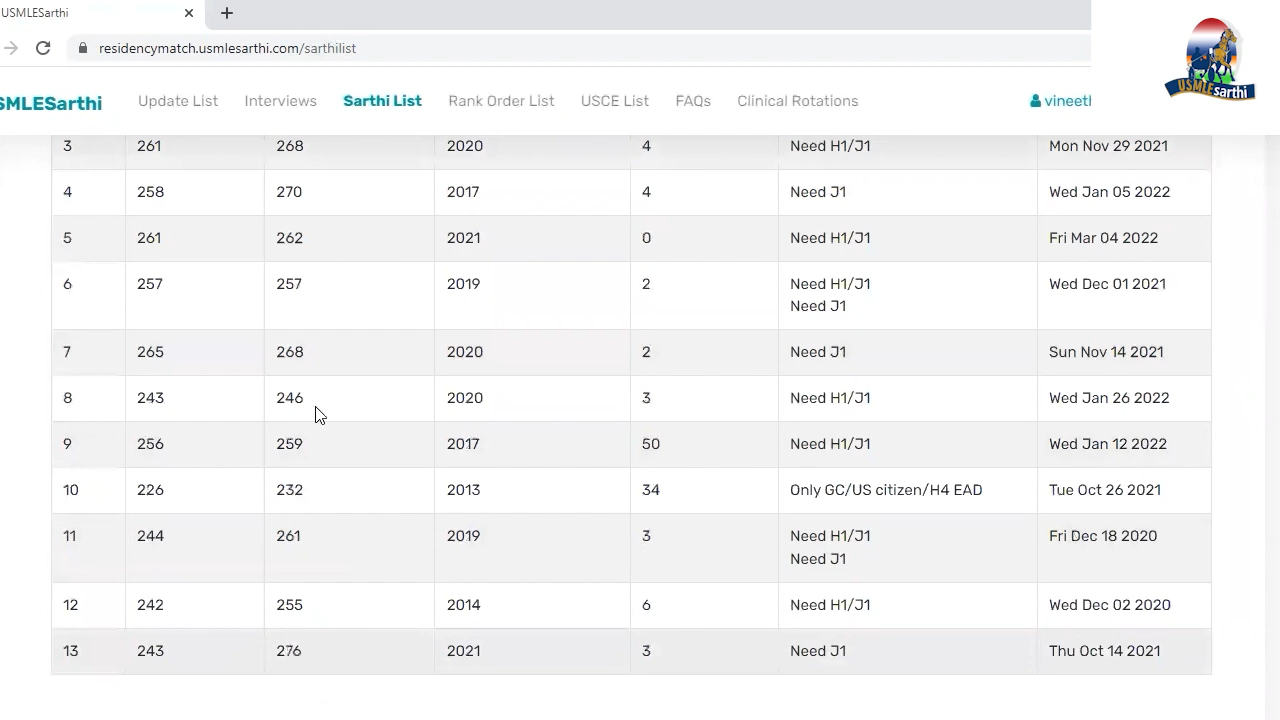 USMLESarthi
residencymatch.usmlesarthi.com/sarthilist
USMLE sarthi
SMLESarthi Update List Interviews Sarthi List Rank Order List USCE List FAQs Clinical Rotations vineeth
3 261 268 2020 4 Need H1/J1 Mon Nov 29 2021
4 258 270 2017 4 Need J1 Wed Jan 05 2022
5 261 262 2021 0 Need H1/J1 Fri Mar 04 2022
6 257 257 2019 2 Need H1/J1 Wed Dec 01 2021
Need J1
7 265 268 2020 2 Need J1 Sun Nov 14 2021
8 243 246 2020 3 Need H1/J1 Wed Jan 26 2022
9 256 259 2017 50 Need H1/J1 Wed Jan 12 2022
10 226 232 2013 34 Only GC/US citizen/H4 EAD Tue Oct 26 2021
11 244 261 2019 3 Need H1/J1 Fri Dec 18 2020
Need J1
12 242 255 2014 6 Need H1/J1 Wed Dec 02 2020
13 243 276 2021 3 Need J1 Thu Oct 14 2021